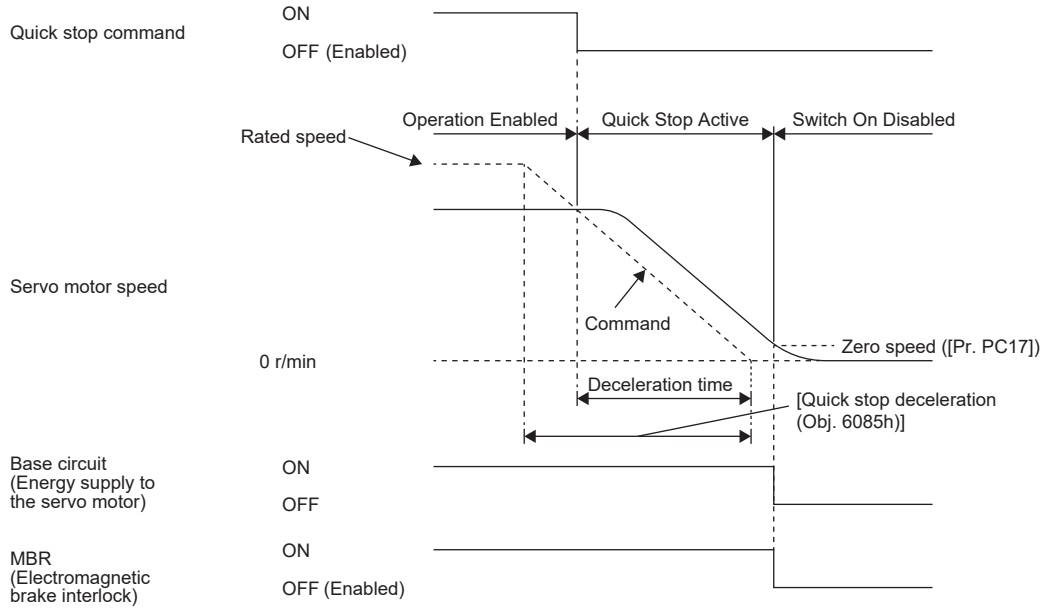 Quick stop command
ON
OFF (Enabled)
Operation Enabled
Quick Stop Active
Switch On Disabled
Rated speed
Servo motor speed
Command
Zero speed ([Pr. PC17])
0 r/min
Deceleration time
[Quick stop deceleration
(Obj. 6085h)]
Base circuit
(Energy supply to
the servo motor)
ON
OFF
MBR
(Electromagnetic
brake interlock)
ON
OFF (Enabled)